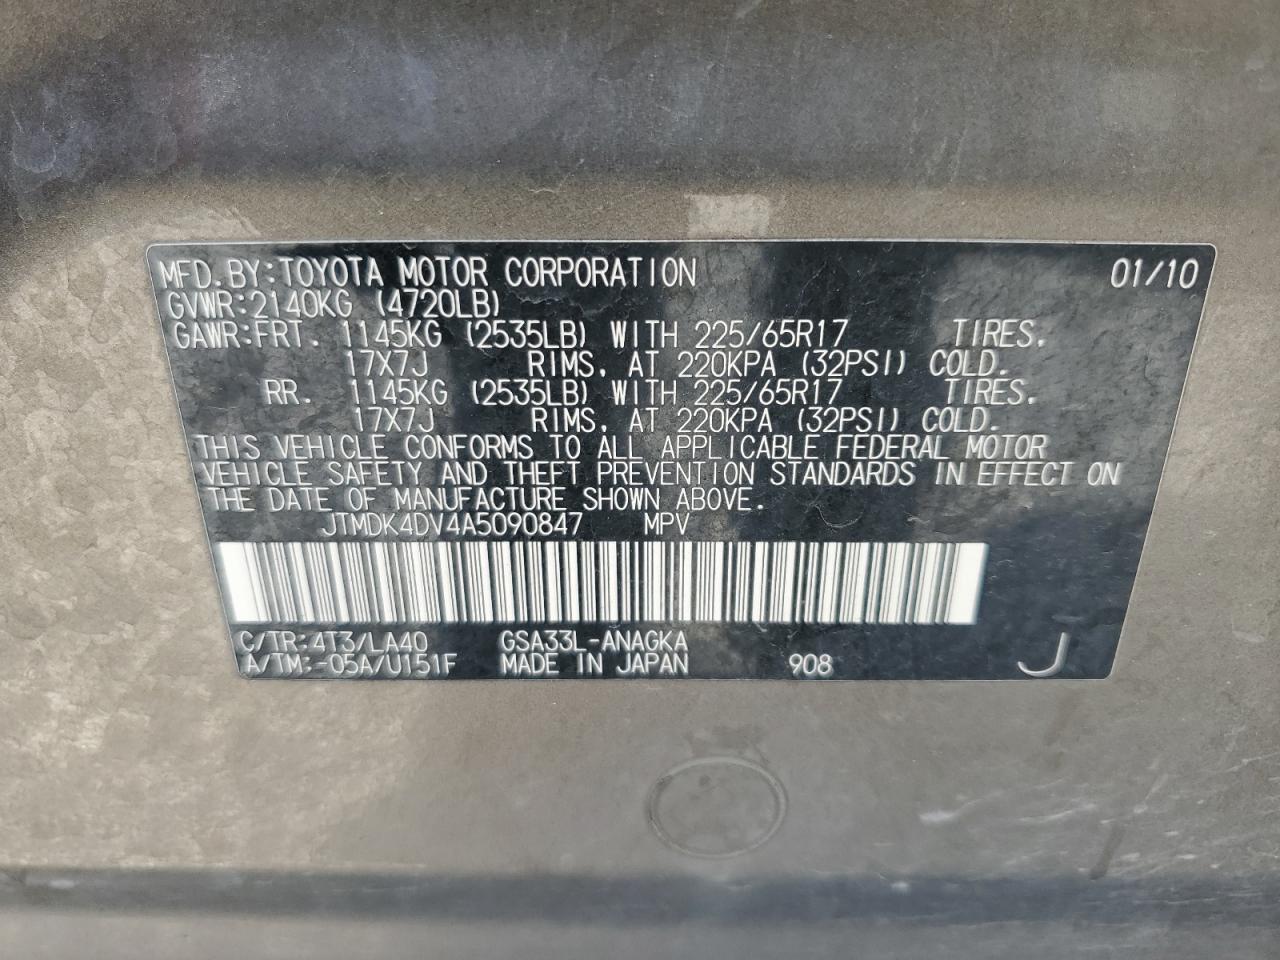 MFD.BY:TOYOTA MOTOR CORPORATION 01/10
GVWR:2140KG (4720LB)
GAWR:FRT. 1145KG (2535LB) WITH 225/65R17 TIRES,
17X7J RIMS, AT 220KPA (32PSI) COLD.
RR. 1145KG (2535LB) WITH 225/65R17 TIRES,
17X7J RIMS, AT 220KPA (32PSI) COLD.
THIS VEHICLE CONFORMS TO ALL APPLICABLE FEDERAL MOTOR
VEHICLE SAFETY AND THEFT PREVENTION STANDARDS IN EFFECT ON
THE DATE OF MANUFACTURE SHOWN ABOVE.
JTMDK4DV4A5090847 MPV
C/TR:4T3/LA40 GSA33L-ANAGKA
A/TM:-05A/U151F MADE IN JAPAN 908 J